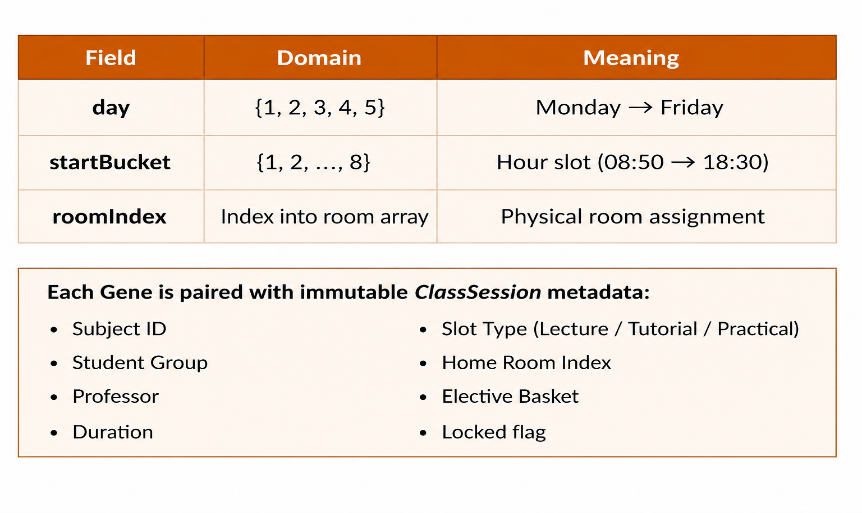 Field Domain Meaning
day {1, 2, 3, 4, 5} Monday → Friday
startBucket {1, 2, ..., 8} Hour slot (08:50 → 18:30)
roomIndex Index into room array Physical room assignment
Each Gene is paired with immutable ClassSession metadata:
• Subject ID
• Student Group
• Professor
• Duration
• Slot Type (Lecture / Tutorial / Practical)
• Home Room Index
• Elective Basket
• Locked flag